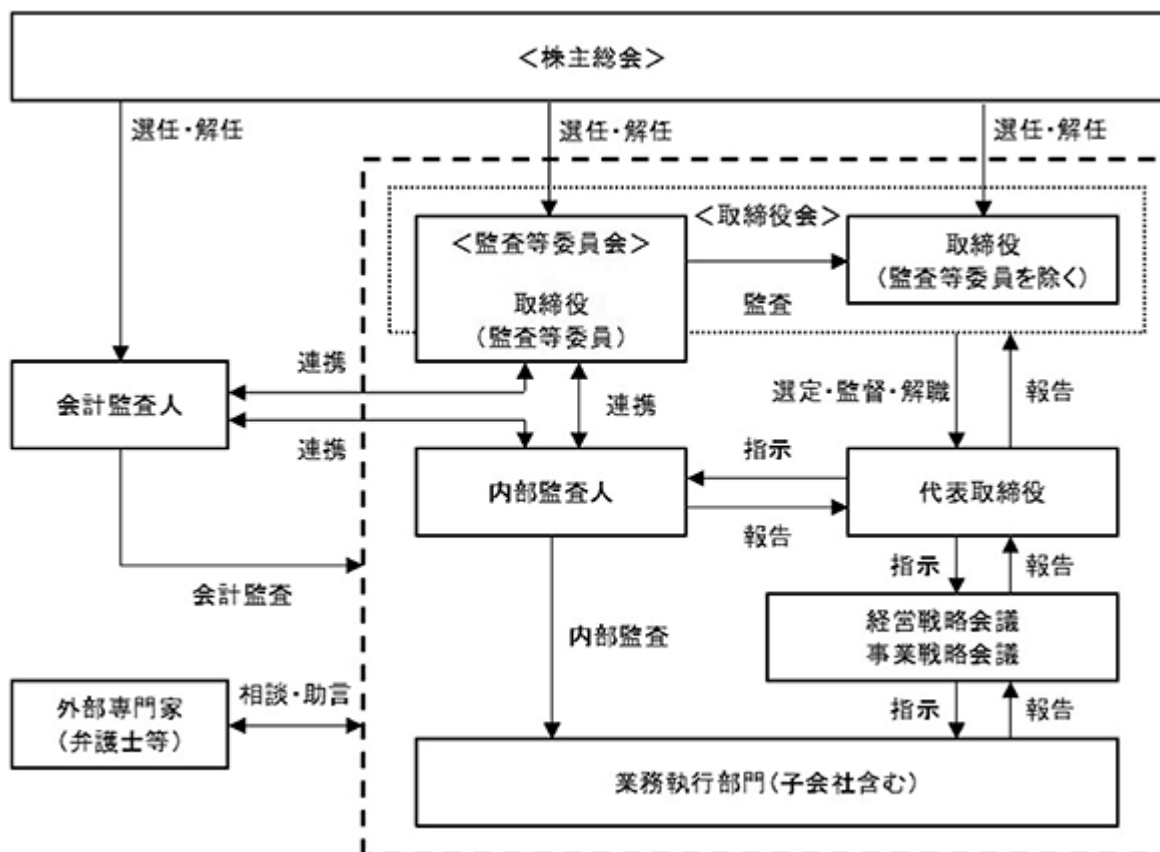 <株主総会>
選任・解任
選任・解任
選任・解任
<取締役会>
<監査等委員会>
取締役
(監査等委員)
取締役
(監査等委員を除く)
監査
会計監査人
連携
連携
連携
選定・監督・解職
報告
内部監査人
指示
報告
代表取締役
会計監査
指示
報告
内部監査
経営戦略会議
事業戦略会議
外部専門家
(弁護士等)
相談・助言
指示
報告
業務執行部門(子会社含む)